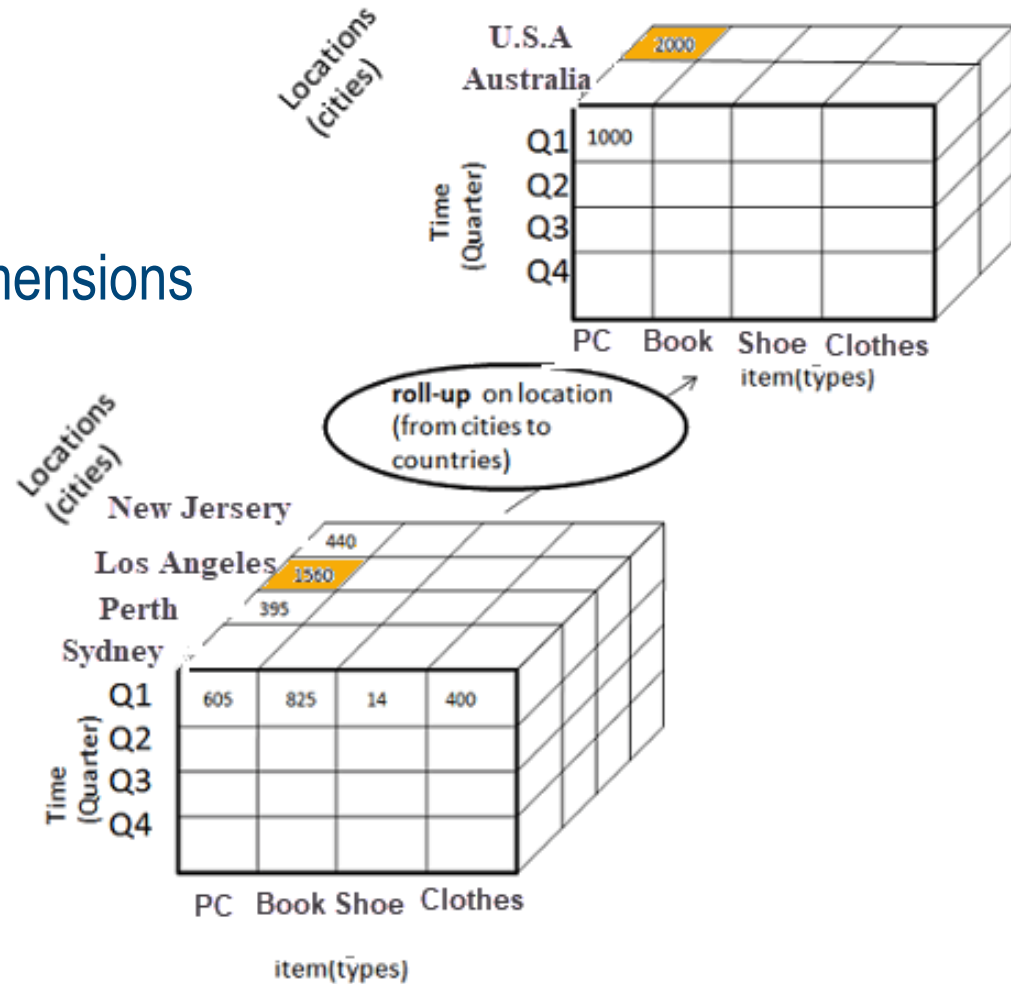 Locations
(cities)
U.S.A
2000
Australia
Time
(Quarter)
Q1
1000
Q2
Q3
Q4
PC Book Shoe Clothes
item(types)
mensions
roll-up on location
(from cities to
countries)
Locations
(cities)
New Jersery
440
Los Angeles
1560
Perth
395
Sydney
Time
(Quarter)
Q1
605 825 14 400
Q2
Q3
Q4
PC Book Shoe Clothes
item(types)